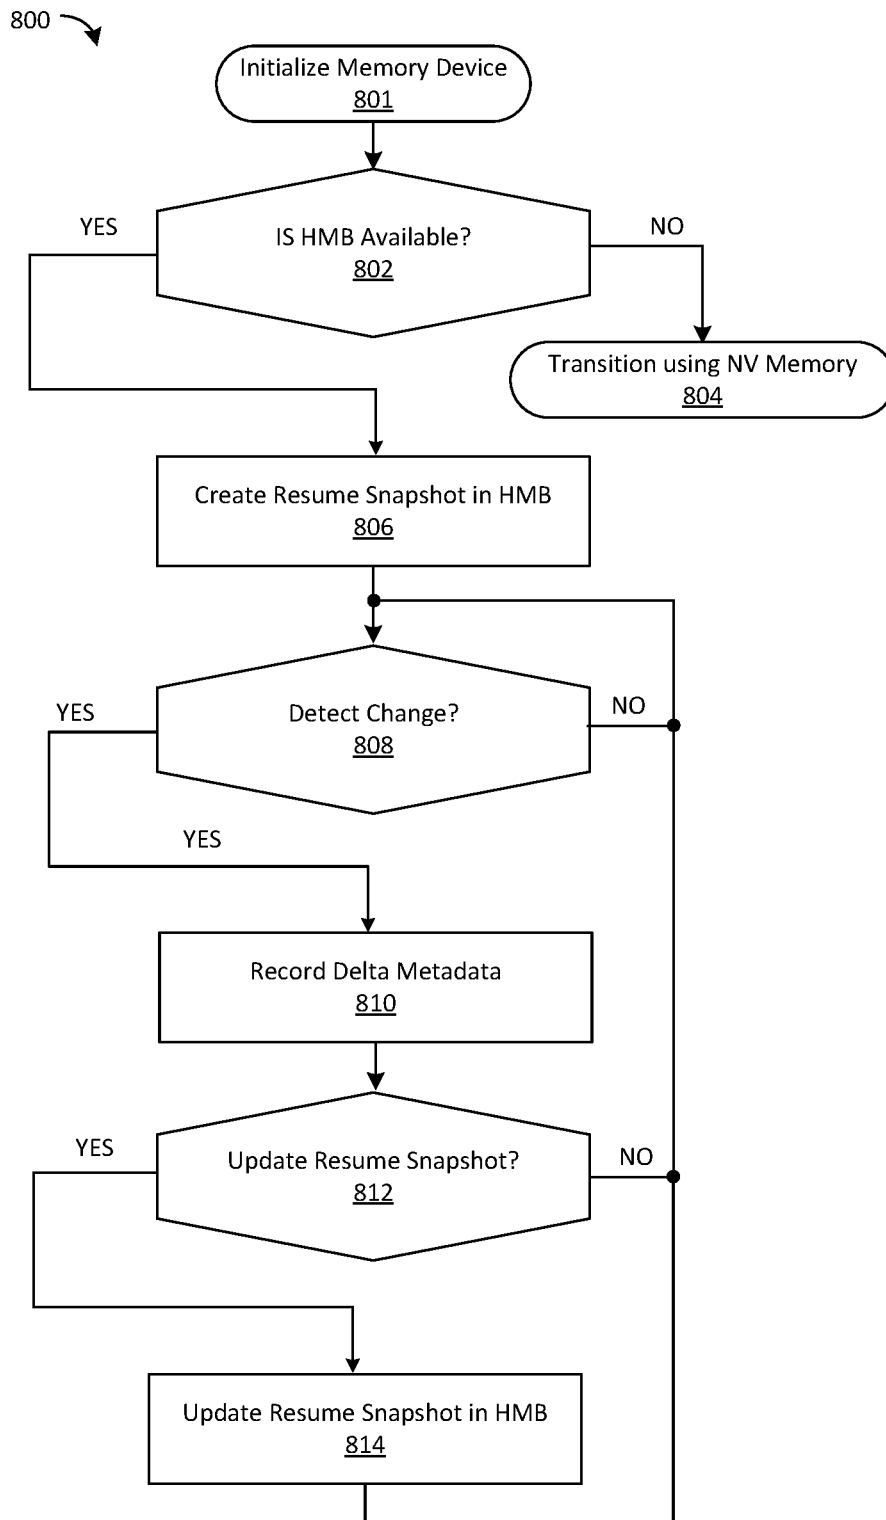 800
Initialize Memory Device
801
YES
IS HMB Available?
802
NO
Transition using NV Memory
804
Create Resume Snapshot in HMB
806
YES
Detect Change?
808
NO
YES
Record Delta Metadata
810
YES
Update Resume Snapshot?
812
NO
Update Resume Snapshot in HMB
814